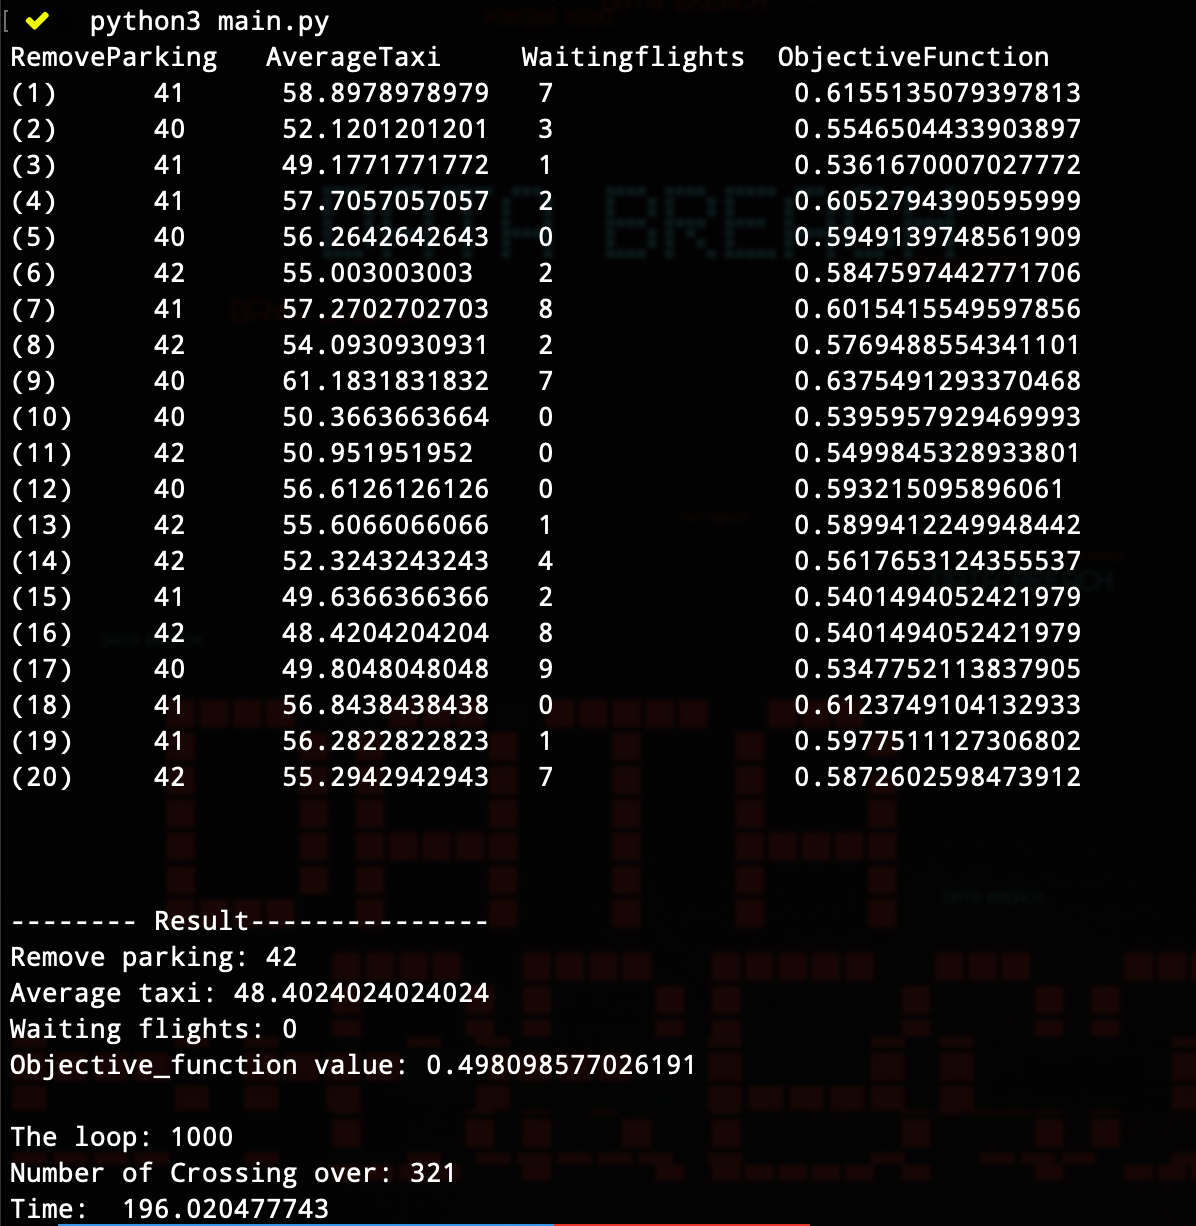 [ ✔ python3 main.py
RemoveParking AverageTaxi Waitingflights ObjectiveFunction
(1) 41 58.8978978979 7 0.6155135079397813
(2) 40 52.1201201201 3 0.5546504433903897
(3) 41 49.1771771772 1 0.5361670007027772
(4) 41 57.7057057057 2 0.6052794390595999
(5) 40 56.2642642643 0 0.5949139748561909
(6) 42 55.003003003 2 0.5847597442771706
(7) 41 57.2702702703 8 0.6015415549597856
(8) 42 54.0930930931 2 0.5769488554341101
(9) 40 61.1831831832 7 0.6375491293370468
(10) 40 50.3663663664 0 0.5395957929469993
(11) 42 50.951951952 0 0.5499845328933801
(12) 40 56.6126126126 0 0.593215095896061
(13) 42 55.6066066066 1 0.5899412249948442
(14) 42 52.3243243243 4 0.5617653124355537
(15) 41 49.6366366366 2 0.5401494052421979
(16) 42 48.4204204204 8 0.5401494052421979
(17) 40 49.8048048048 9 0.5347752113837905
(18) 41 56.8438438438 0 0.6123749104132933
(19) 41 56.2822822823 1 0.5977511127306802
(20) 42 55.2942942943 7 0.5872602598473912
-------- Result---------------
Remove parking: 42
Average taxi: 48.4024024024024
Waiting flights: 0
Objective_function value: 0.498098577026191
The loop: 1000
Number of Crossing over: 321
Time: 196.020477743
DATA BREACH
DATA